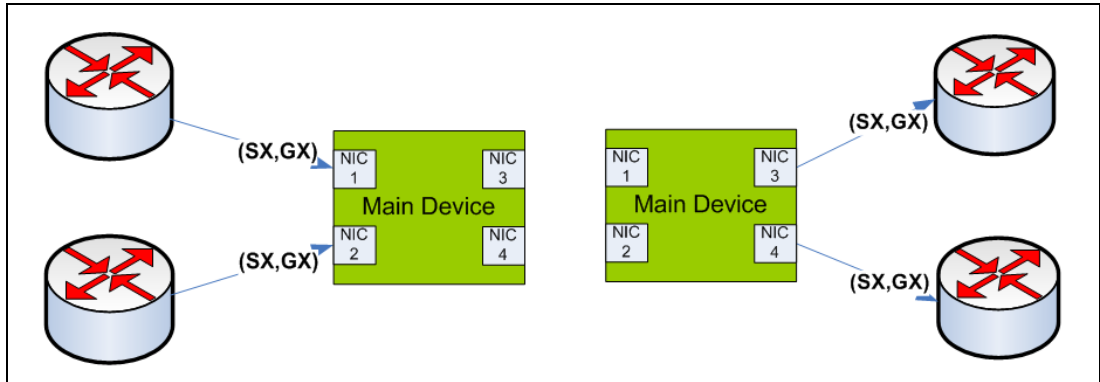 (SX,GX)
NIC
1
NIC
3
Main Device
(SX,GX)
NIC
2
NIC
4
NIC
1
NIC
3
(SX,GX)
Main Device
NIC
2
NIC
4
(SX,GX)